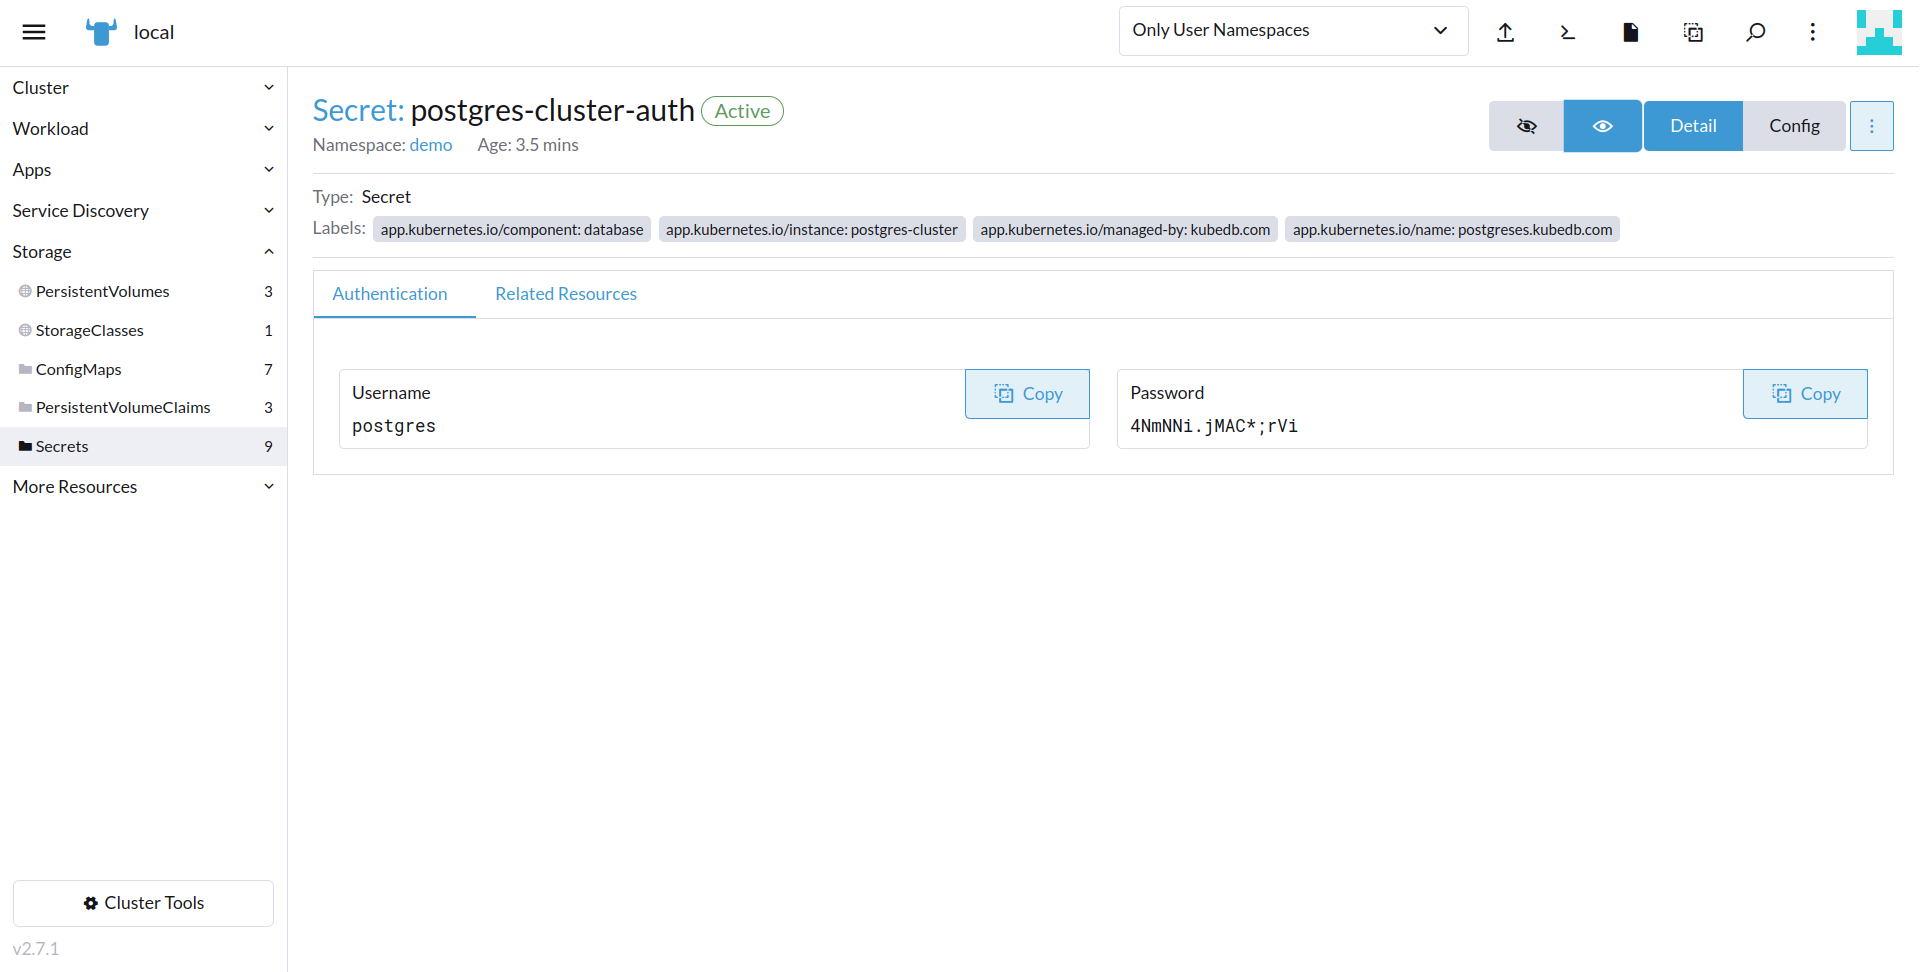 local
Only User Namespaces
Cluster
Workload
Apps
Service Discovery
Storage
PersistentVolumes 3
StorageClasses 1
ConfigMaps 7
PersistentVolumeClaims 3
Secrets 9
More Resources
Cluster Tools
v2.7.1
Secret: postgres-cluster-auth Active
Namespace: demo Age: 3.5 mins
Detail Config
Type: Secret
Labels: app.kubernetes.io/component: database app.kubernetes.io/instance: postgres-cluster app.kubernetes.io/managed-by: kubedb.com app.kubernetes.io/name: postgreses.kubedb.com
Authentication Related Resources
Username Copy
postgres
Password Copy
4NmNNi.jMAC*;rVi